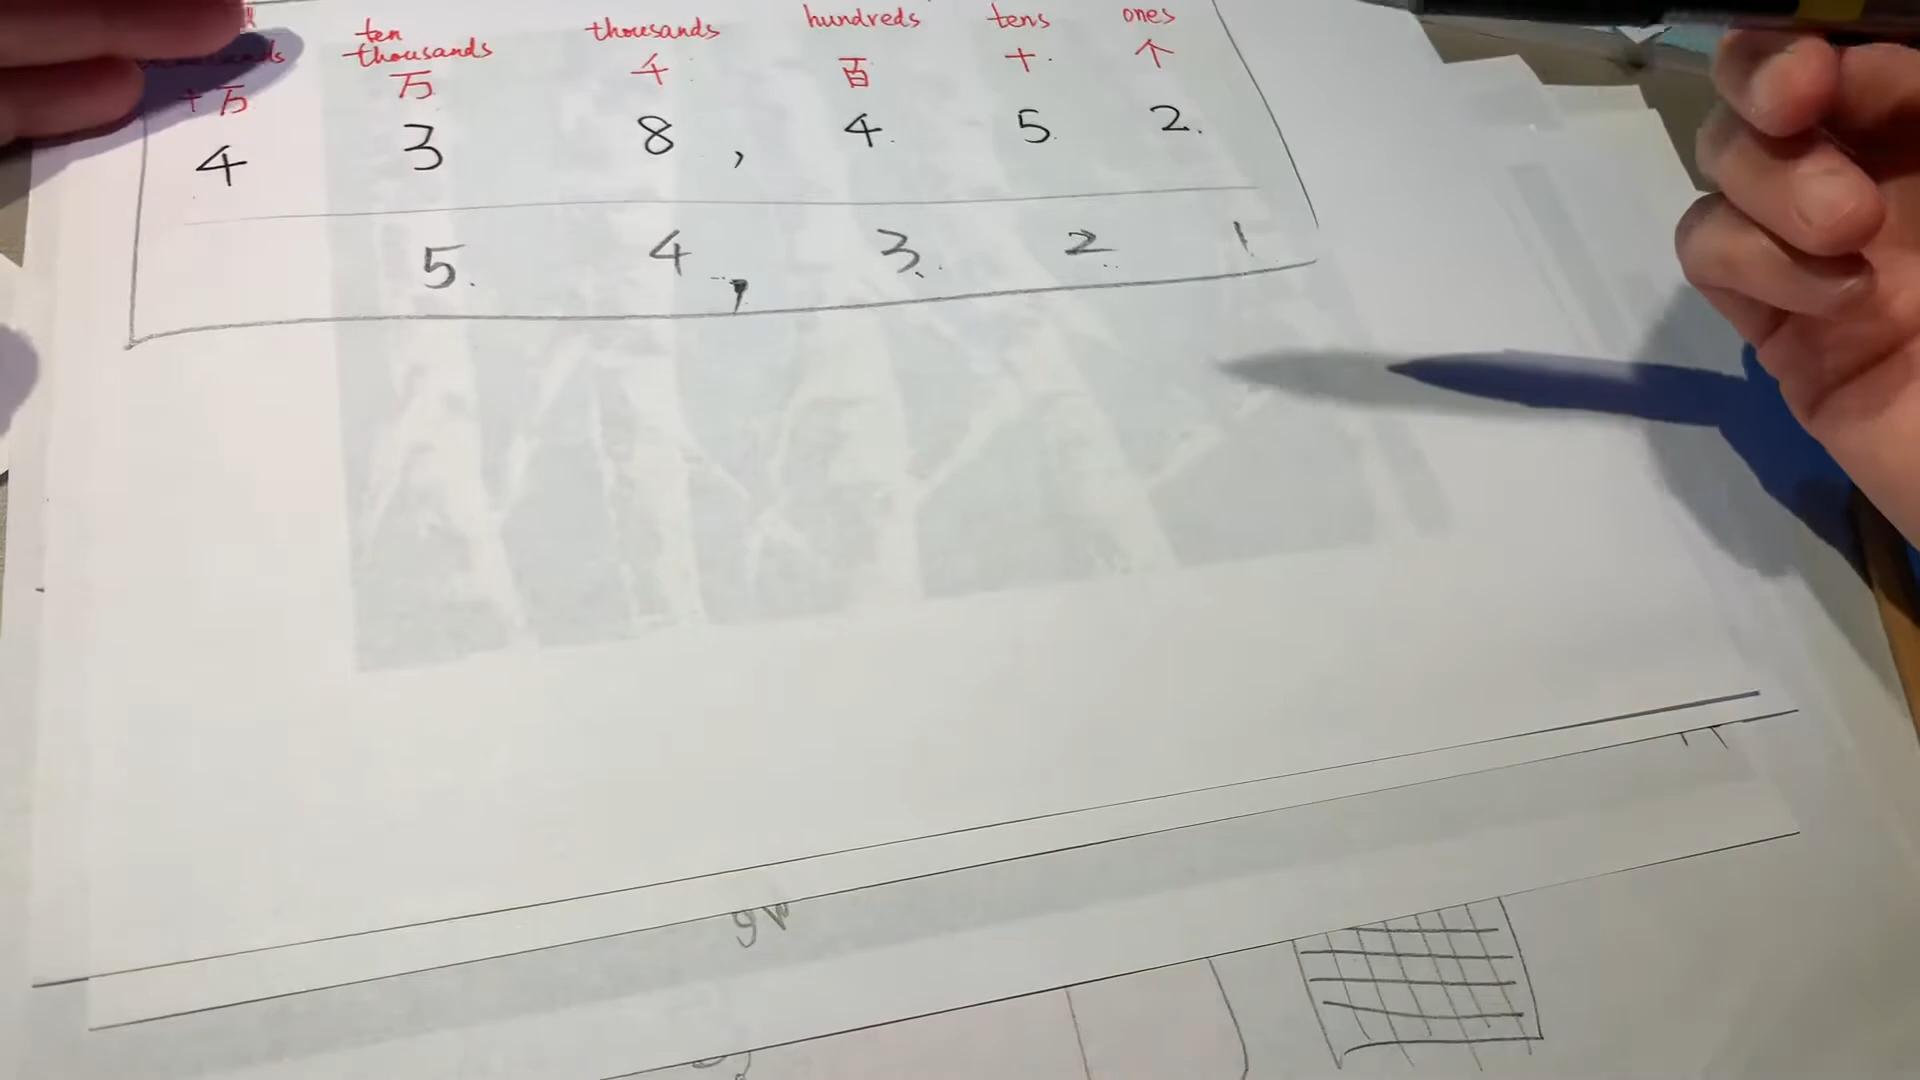 ten thousands thousands hundreds tens ones
十万 万 千 百 十 个
4 3 8 , 4 5 2
5 4 , 3 2 1